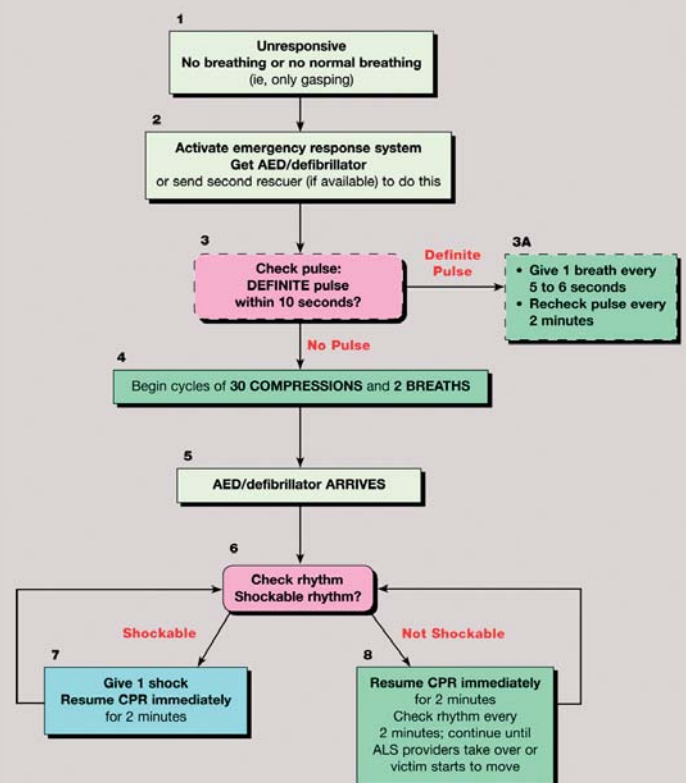 1
Unresponsive
No breathing or no normal breathing
(ie, only gasping)
2
Activate emergency response system
Get AED/defibrillator
or send second rescuer (if available) to do this
3
Check pulse:
DEFINITE pulse
within 10 seconds?
Definite
Pulse
3A
• Give 1 breath every
5 to 6 seconds
• Recheck pulse every
2 minutes
No Pulse
4
Begin cycles of 30 COMPRESSIONS and 2 BREATHS
5
AED/defibrillator ARRIVES
6
Check rhythm
Shockable rhythm?
Shockable
Not Shockable
7
Give 1 shock
Resume CPR immediately
for 2 minutes
8
Resume CPR immediately
for 2 minutes
Check rhythm every
2 minutes; continue until
ALS providers take over or
victim starts to move